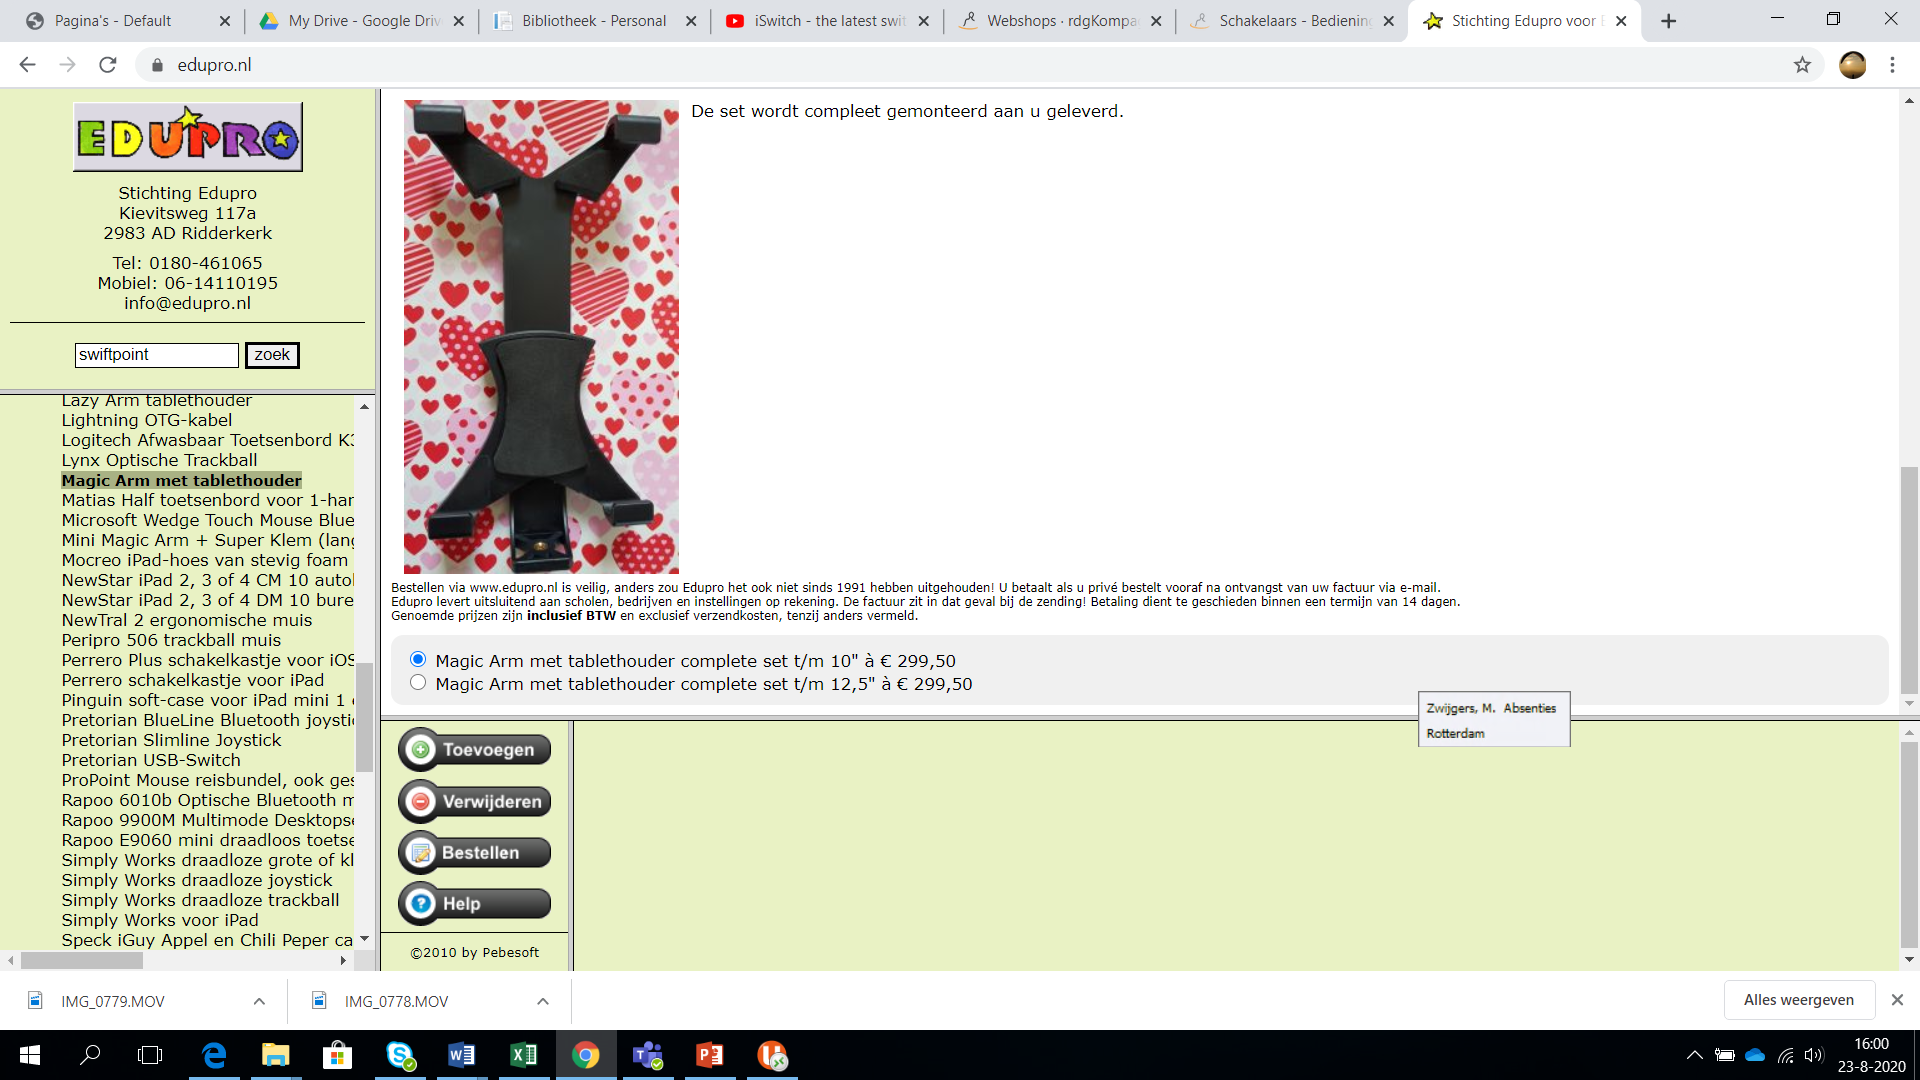 Pagina's - Default
My Drive - Google Driv
Bibliotheek - Personal
iSwitch - the latest swit
Webshops · rdgKompa
Schakelaars - Bediening
Stichting Edupro voor E
edupro.nl
EDUPRO
Stichting Edupro
Kievitsweg 117a
2983 AD Ridderkerk
Tel: 0180-461065
Mobiel: 06-14110195
info@edupro.nl
swiftpoint
zoek
Lazy Arm tablethouder
Lightning OTG-kabel
Logitech Afwasbaar Toetsenbord K3
Lynx Optische Trackball
Magic Arm met tablethouder
Matias Half toetsenbord voor 1-har
Microsoft Wedge Touch Mouse Blue
Mini Magic Arm + Super Klem (lang
Mocreo iPad-hoes van stevig foam
NewStar iPad 2, 3 of 4 CM 10 autol
NewStar iPad 2, 3 of 4 DM 10 bure
NewTral 2 ergonomische muis
Peripro 506 trackball muis
Perrero Plus schakelkastje voor iOS
Perrero schakelkastje voor iPad
Pinguin soft-case voor iPad mini 1 
Pretorian BlueLine Bluetooth joysti
Pretorian Slimline Joystick
Pretorian USB-Switch
ProPoint Mouse reisbundel, ook ges
Rapoo 6010b Optische Bluetooth m
Rapoo 9900M Multimode Desktopse
Rapoo E9060 mini draadloos toetse
Simply Works draadloze grote of kl
Simply Works draadloze joystick
Simply Works draadloze trackball
Simply Works voor iPad
Speck iGuy Appel en Chili Peper ca
De set wordt compleet gemonteerd aan u geleverd.
Bestellen via www.edupro.nl is veilig, anders zou Edupro het ook niet sinds 1991 hebben uitgehouden! U betaalt als u privé bestelt vooraf na ontvangst van uw factuur via e-mail.
Edupro levert uitsluitend aan scholen, bedrijven en instellingen op rekening. De factuur zit in dat geval bij de zending! Betaling dient te geschieden binnen een termijn van 14 dagen.
Genoemde prijzen zijn inclusief BTW en exclusief verzendkosten, tenzij anders vermeld.
Magic Arm met tablethouder complete set t/m 10" à € 299,50
Magic Arm met tablethouder complete set t/m 12,5" à € 299,50
Zwijgers, M. Absenties
Rotterdam
Toevoegen
Verwijderen
Bestellen
Help
©2010 by Pebesoft
IMG_0779.MOV
IMG_0778.MOV
Alles weergeven
16:00
23-8-2020